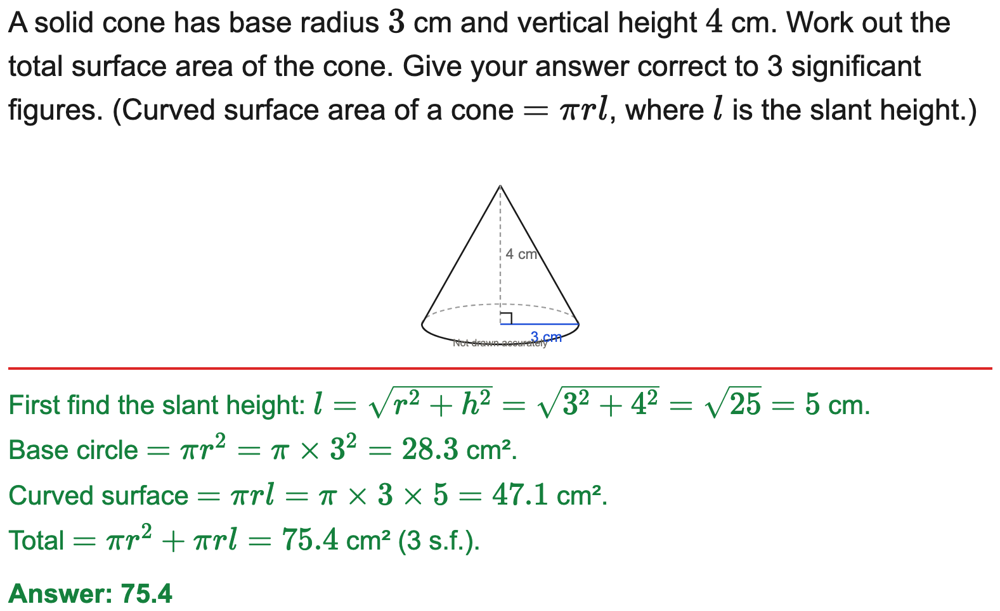 A solid cone has base radius 3 cm and vertical height 4 cm. Work out the
total surface area of the cone. Give your answer correct to 3 significant
figures. (Curved surface area of a cone = πrl, where l is the slant height.)
4 cm
3 cm
Not drawn accurately
First find the slant height: l = √(r² + h²) = √(3² + 4²) = √25 = 5 cm.
Base circle = πr² = π × 3² = 28.3 cm².
Curved surface = πrl = π × 3 × 5 = 47.1 cm².
Total = πr² + πrl = 75.4 cm² (3 s.f.).
Answer: 75.4